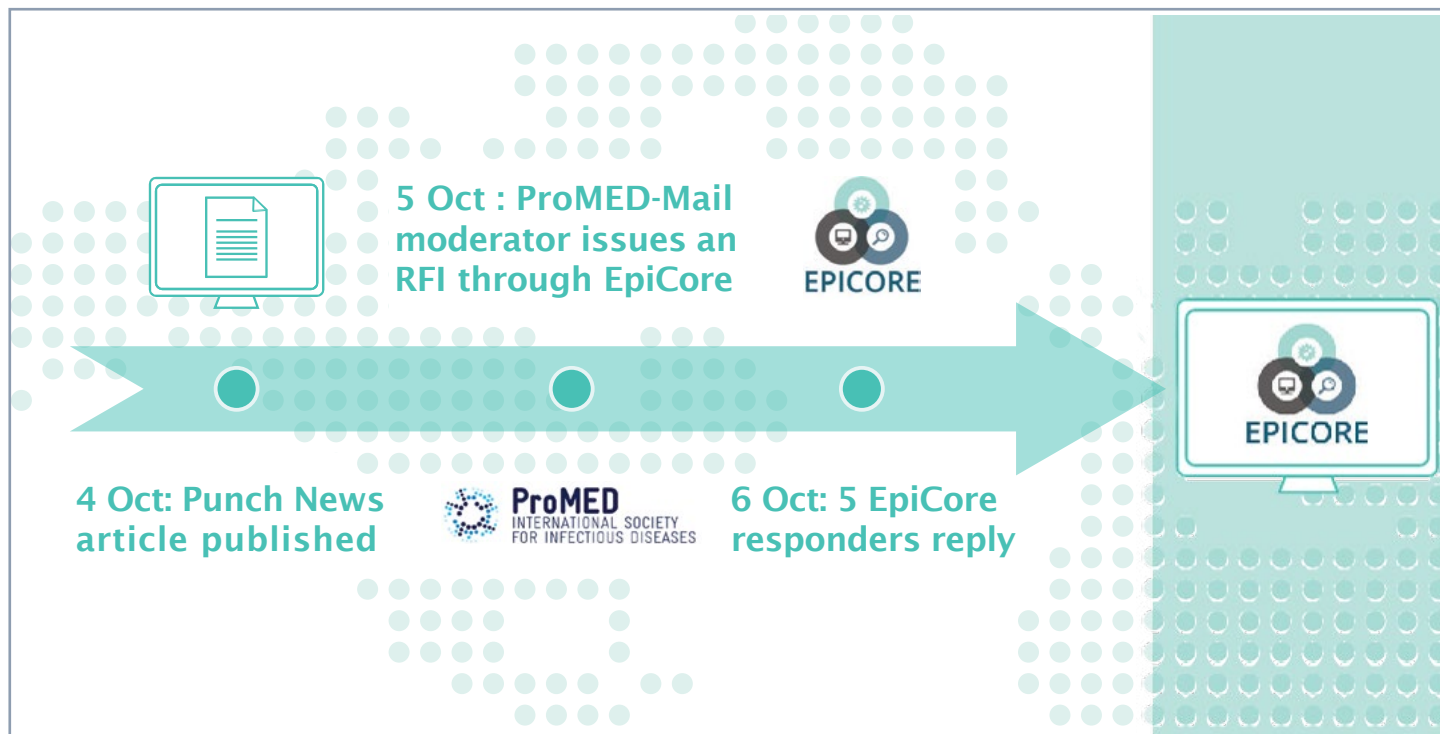 5 Oct : ProMED-Mail
moderator issues an
RFI through EpiCore
EPICORE
EPICORE
4 Oct: Punch News
article published
ProMED
INTERNATIONAL SOCIETY
FOR INFECTIOUS DISEASES
6 Oct: 5 EpiCore
responders reply